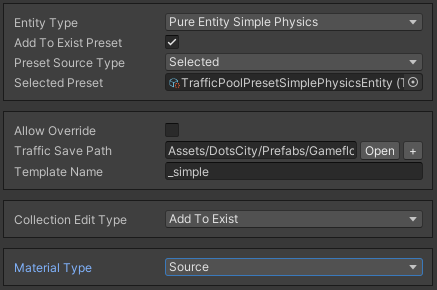 Entity Type Pure Entity Simple Physics
Add To Exist Preset
Preset Source Type Selected
Selected Preset TrafficPoolPresetSimplePhysicsEntity (T
Allow Override
Traffic Save Path Assets/DotsCity/Prefabs/Gameflo Open +
Template Name _simple
Collection Edit Type Add To Exist
Material Type Source